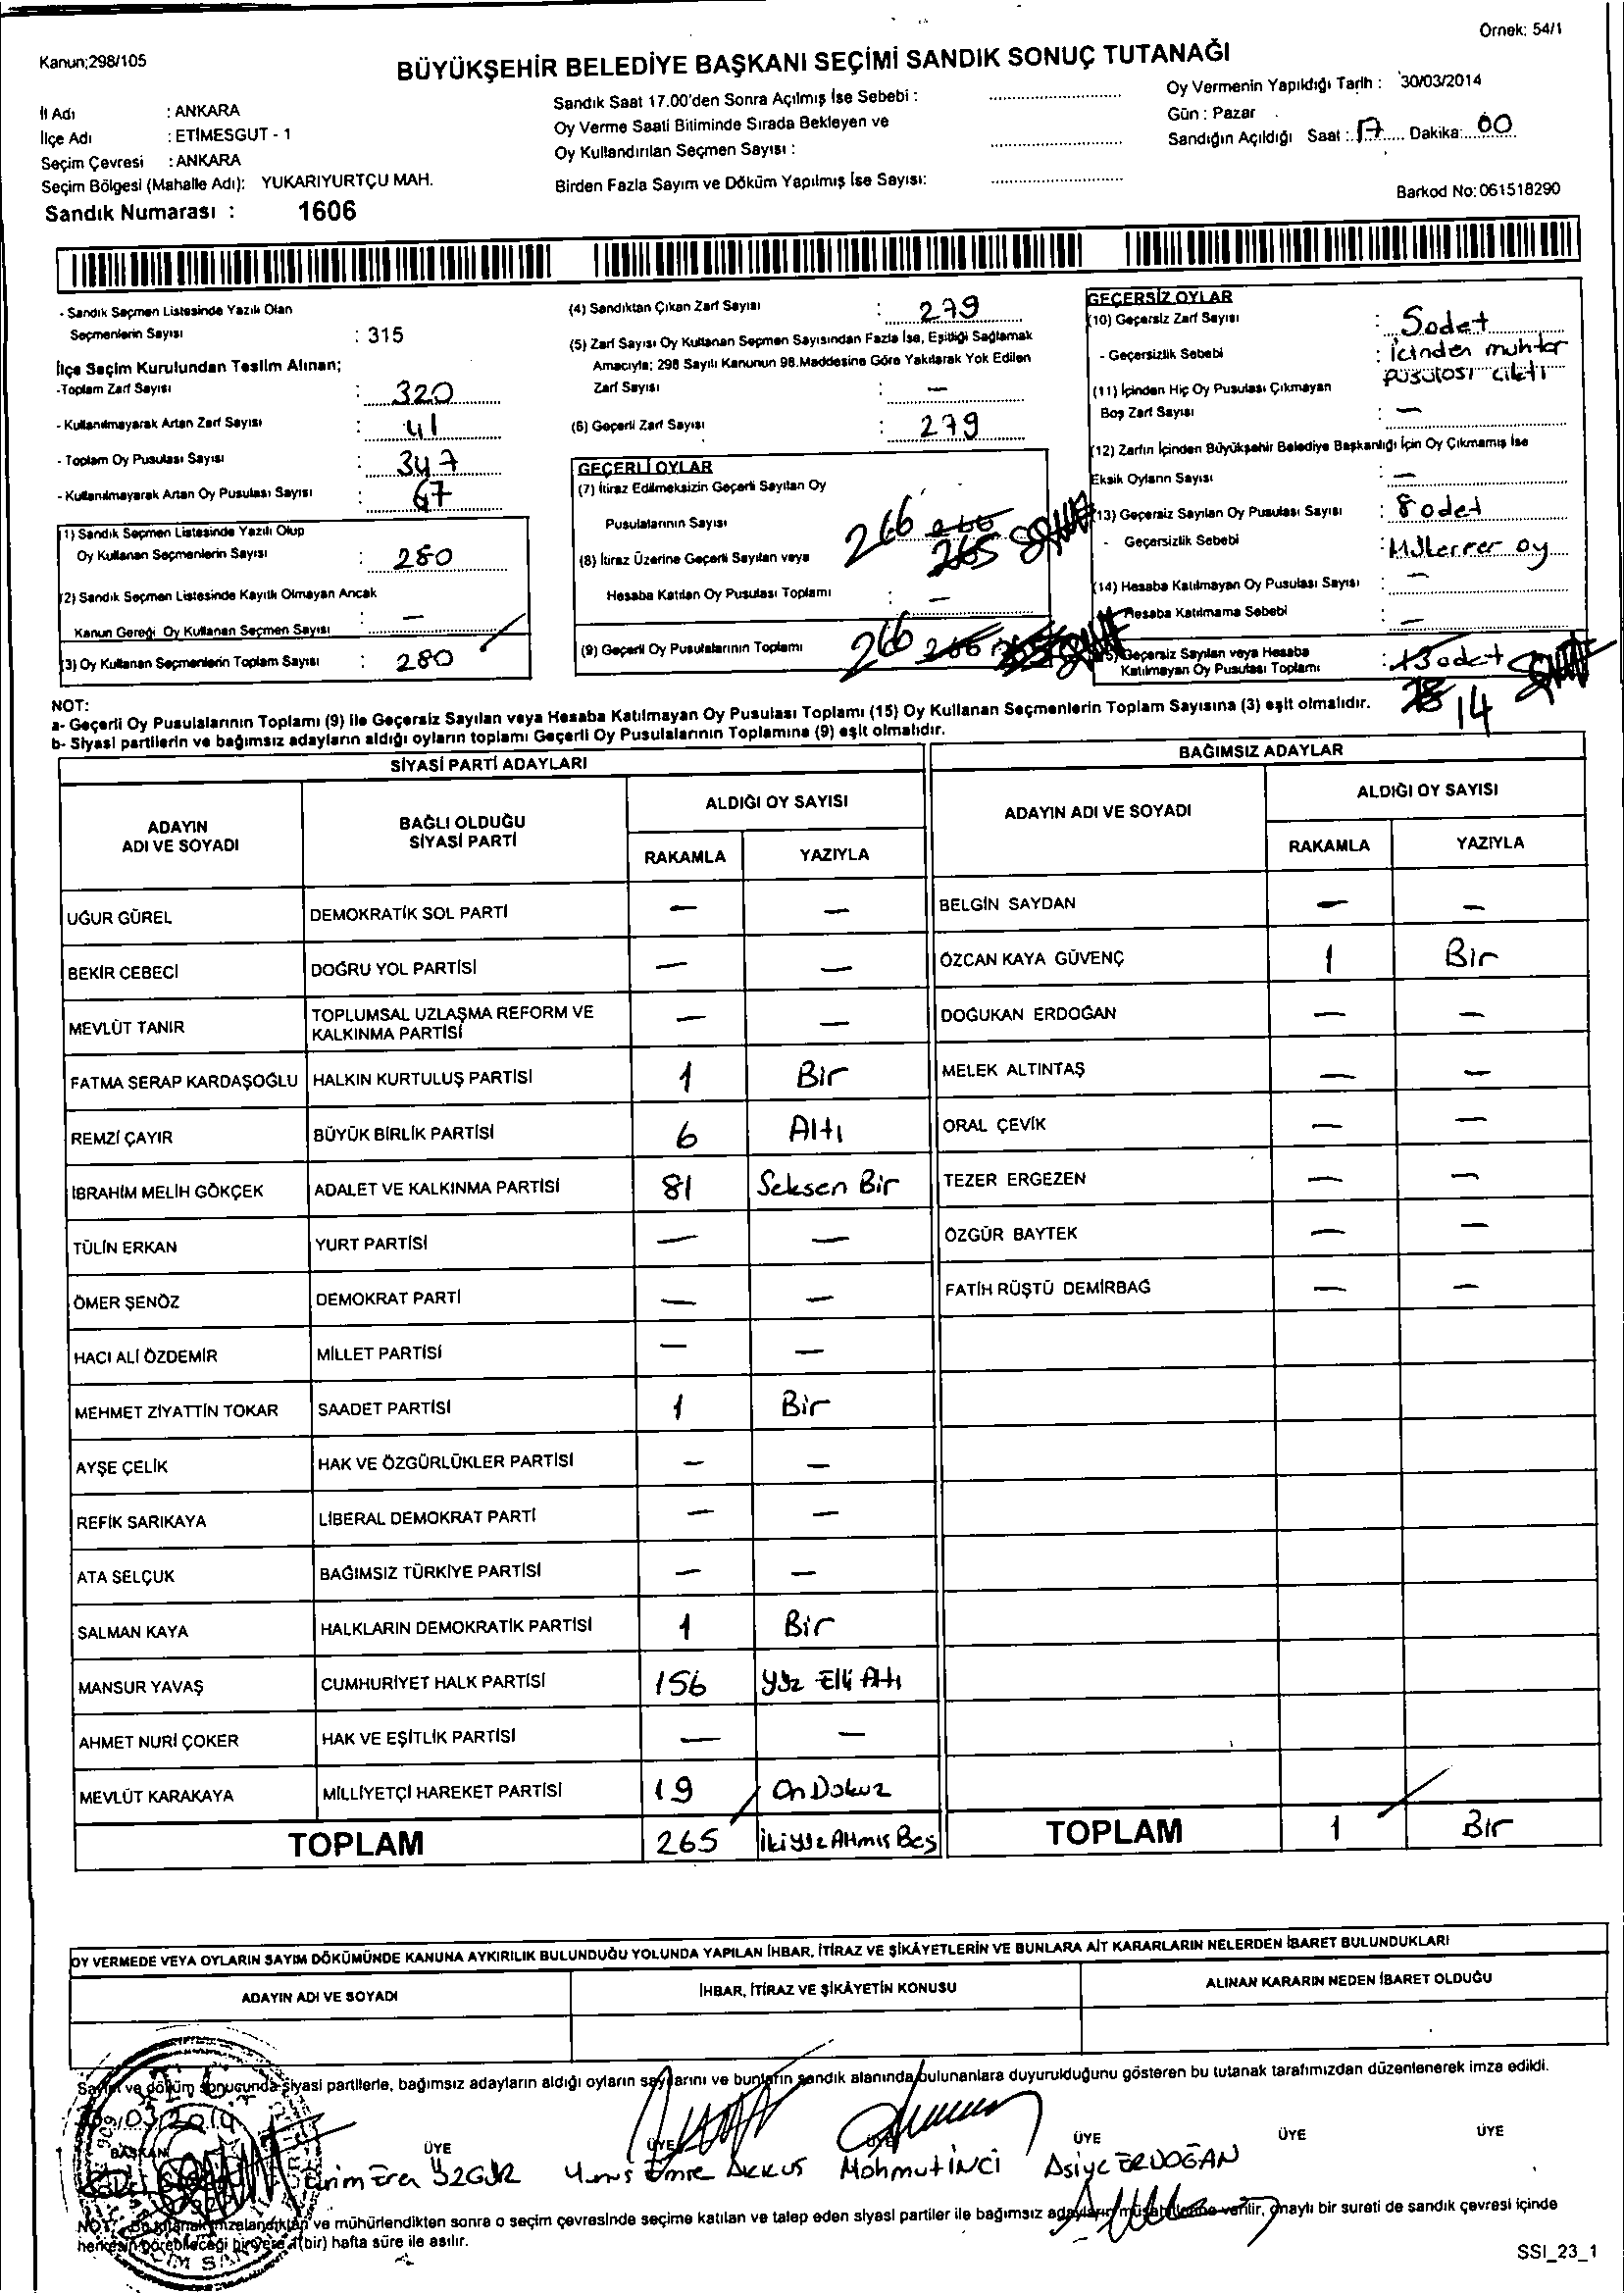 Örnek: 54/1
Kanun;298/105
BÜYÜKŞEHİR BELEDİYE BAŞKANI SEÇİMİ SANDIK SONUÇ TUTANAĞI
İl Adı : ANKARA
İlçe Adı : ETİMESGUT - 1
Seçim Çevresi : ANKARA
Seçim Bölgesi (Mahalle Adı): YUKARIYURTÇU MAH.
Sandık Numarası : 1606
Sandık Saat 17.00'den Sonra Açılmış İse Sebebi :
Oy Verme Saati Bitiminde Sırada Bekleyen ve
Oy Kullandırılan Seçmen Sayısı :
Birden Fazla Sayım ve Döküm Yapılmış İse Sayısı:
Oy Vermenin Yapıldığı Tarih : 30/03/2014
Gün : Pazar
Sandığın Açıldığı Saat : 17 Dakika: 00
Barkod No: 061518290
- Sandık Seçmen Listesinde Yazılı Olan
Seçmenlerin Sayısı : 315
İlçe Seçim Kurulundan Teslim Alınan;
-Toplam Zarf Sayısı : 320
- Kullanılmayarak Artan Zarf Sayısı : 41
- Toplam Oy Pusulası Sayısı : 347
- Kullanılmayarak Artan Oy Pusulası Sayısı : 67
(1) Sandık Seçmen Listesinde Yazılı Olup
Oy Kullanan Seçmenlerin Sayısı : 280
(2) Sandık Seçmen Listesinde Kayıtlı Olmayan Ancak
Kanun Gereği Oy Kullanan Seçmen Sayısı : —
(3) Oy Kullanan Seçmenlerin Toplam Sayısı : 280
(4) Sandıktan Çıkan Zarf Sayısı : 279
(5) Zarf Sayısı Oy Kullanan Seçmen Sayısından Fazla İse, Eşitliği Sağlamak
Amacıyla; 298 Sayılı Kanunun 98.Maddesine Göre Yakılarak Yok Edilen
Zarf Sayısı : —
(6) Geçerli Zarf Sayısı : 279
GEÇERLİ OYLAR
(7) İtiraz Edilmeksizin Geçerli Sayılan Oy
Pusulalarının Sayısı 266 266 265
(8) İtiraz Üzerine Geçerli Sayılan veya
Hesaba Katılan Oy Pusulası Toplamı : —
(9) Geçerli Oy Pusulalarının Toplamı 266 266
GEÇERSİZ OYLAR
(10) Geçersiz Zarf Sayısı : 5 adet
- Geçersizlik Sebebi : İçinden muhtar
pusulası çıktı
(11) İçinden Hiç Oy Pusulası Çıkmayan
Boş Zarf Sayısı : —
(12) Zarfın İçinden Büyükşehir Belediye Başkanlığı İçin Oy Çıkmamış İse
Eksik Oyların Sayısı : —
(13) Geçersiz Sayılan Oy Pusulası Sayısı : 8 adet
- Geçersizlik Sebebi : Mükerrer oy
(14) Hesaba Katılmayan Oy Pusulası Sayısı : —
Hesaba Katılmama Sebebi : —
(15) Geçersiz Sayılan veya Hesaba
Katılmayan Oy Pusulası Toplamı : 13 adet
14
NOT:
a- Geçerli Oy Pusulalarının Toplamı (9) ile Geçersiz Sayılan veya Hesaba Katılmayan Oy Pusulası Toplamı (15) Oy Kullanan Seçmenlerin Toplam Sayısına (3) eşit olmalıdır.
b- Siyasi partilerin ve bağımsız adayların aldığı oyların toplamı Geçerli Oy Pusulalarının Toplamına (9) eşit olmalıdır.
SİYASİ PARTİ ADAYLARI
ADAYIN ADI VE SOYADI BAĞLI OLDUĞU SİYASİ PARTİ ALDIĞI OY SAYISI
RAKAMLA YAZIYLA
UĞUR GÜREL DEMOKRATİK SOL PARTİ — —
BEKİR CEBECİ DOĞRU YOL PARTİSİ — —
MEVLÜT TANIR TOPLUMSAL UZLAŞMA REFORM VE KALKINMA PARTİSİ — —
FATMA SERAP KARDAŞOĞLU HALKIN KURTULUŞ PARTİSİ 1 Bir
REMZİ ÇAYIR BÜYÜK BİRLİK PARTİSİ 6 Altı
İBRAHİM MELİH GÖKÇEK ADALET VE KALKINMA PARTİSİ 81 Seksen Bir
TÜLİN ERKAN YURT PARTİSİ — —
ÖMER ŞENÖZ DEMOKRAT PARTİ — —
HACI ALİ ÖZDEMİR MİLLET PARTİSİ — —
MEHMET ZİYATTİN TOKAR SAADET PARTİSİ 1 Bir
AYŞE ÇELİK HAK VE ÖZGÜRLÜKLER PARTİSİ — —
REFİK SARIKAYA LİBERAL DEMOKRAT PARTİ — —
ATA SELÇUK BAĞIMSIZ TÜRKİYE PARTİSİ — —
SALMAN KAYA HALKLARIN DEMOKRATİK PARTİSİ 1 Bir
MANSUR YAVAŞ CUMHURİYET HALK PARTİSİ 156 Yüz Elli Altı
AHMET NURİ ÇOKER HAK VE EŞİTLİK PARTİSİ — —
MEVLÜT KARAKAYA MİLLİYETÇİ HAREKET PARTİSİ 19 On Dokuz
TOPLAM 265 İkiyüz Altmış Beş
BAĞIMSIZ ADAYLAR
ADAYIN ADI VE SOYADI ALDIĞI OY SAYISI
RAKAMLA YAZIYLA
BELGİN SAYDAN — —
ÖZCAN KAYA GÜVENÇ 1 Bir
DOĞUKAN ERDOĞAN — —
MELEK ALTINTAŞ — —
ORAL ÇEVİK — —
TEZER ERGEZEN — —
ÖZGÜR BAYTEK — —
FATİH RÜŞTÜ DEMİRBAĞ — —
TOPLAM 1 Bir
OY VERMEDE VEYA OYLARIN SAYIM DÖKÜMÜNDE KANUNA AYKIRILIK BULUNDUĞU YOLUNDA YAPILAN İHBAR, İTİRAZ VE ŞİKÂYETLERİN VE BUNLARA AİT KARARLARIN NELERDEN İBARET BULUNDUKLARI
ADAYIN ADI VE SOYADI İHBAR, İTİRAZ VE ŞİKÂYETİN KONUSU ALINAN KARARIN NEDEN İBARET OLDUĞU
Sayım ve döküm sonucunda siyasi partilerle, bağımsız adayların aldığı oyların sayılarını ve bunların sandık alanında bulunanlara duyurulduğunu gösteren bu tutanak tarafımızdan düzenlenerek imza edildi.
03/2014
BAŞKAN ÜYE ÜYE ÜYE ÜYE ÜYE ÜYE
Yunus Emre AKKUŞ Mahmut İNCİ Asiye ERDOĞAN
NOT: Bu tutanak imzalandıktan ve mühürlendikten sonra o seçim çevresinde seçime katılan ve talep eden siyasi partiler ile bağımsız adayların müşahitlerine verilir, onaylı bir sureti de sandık çevresi içinde
herkesin görebileceği bir yere 1(bir) hafta süre ile asılır.
SSI_23_1